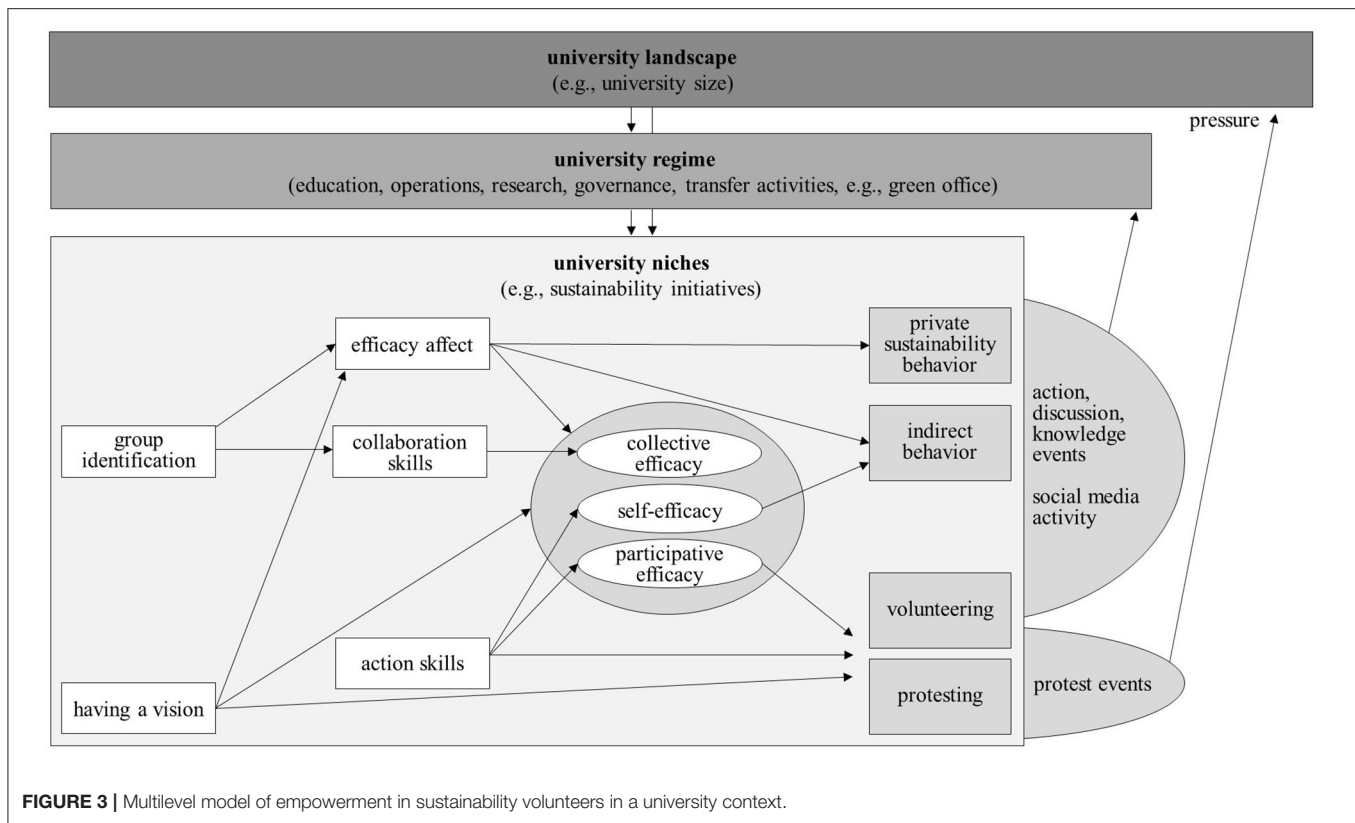 university landscape
(e.g., university size)
pressure
university regime
(education, operations, research, governance, transfer activities, e.g., green office)
university niches
(e.g., sustainability initiatives)
efficacy affect
private
sustainability
behavior
group
identification
collaboration
skills
collective
efficacy
indirect
behavior
action,
discussion,
knowledge
events
social media
activity
self-efficacy
participative
efficacy
volunteering
action skills
having a vision
protesting
protest events
FIGURE 3 | Multilevel model of empowerment in sustainability volunteers in a university context.